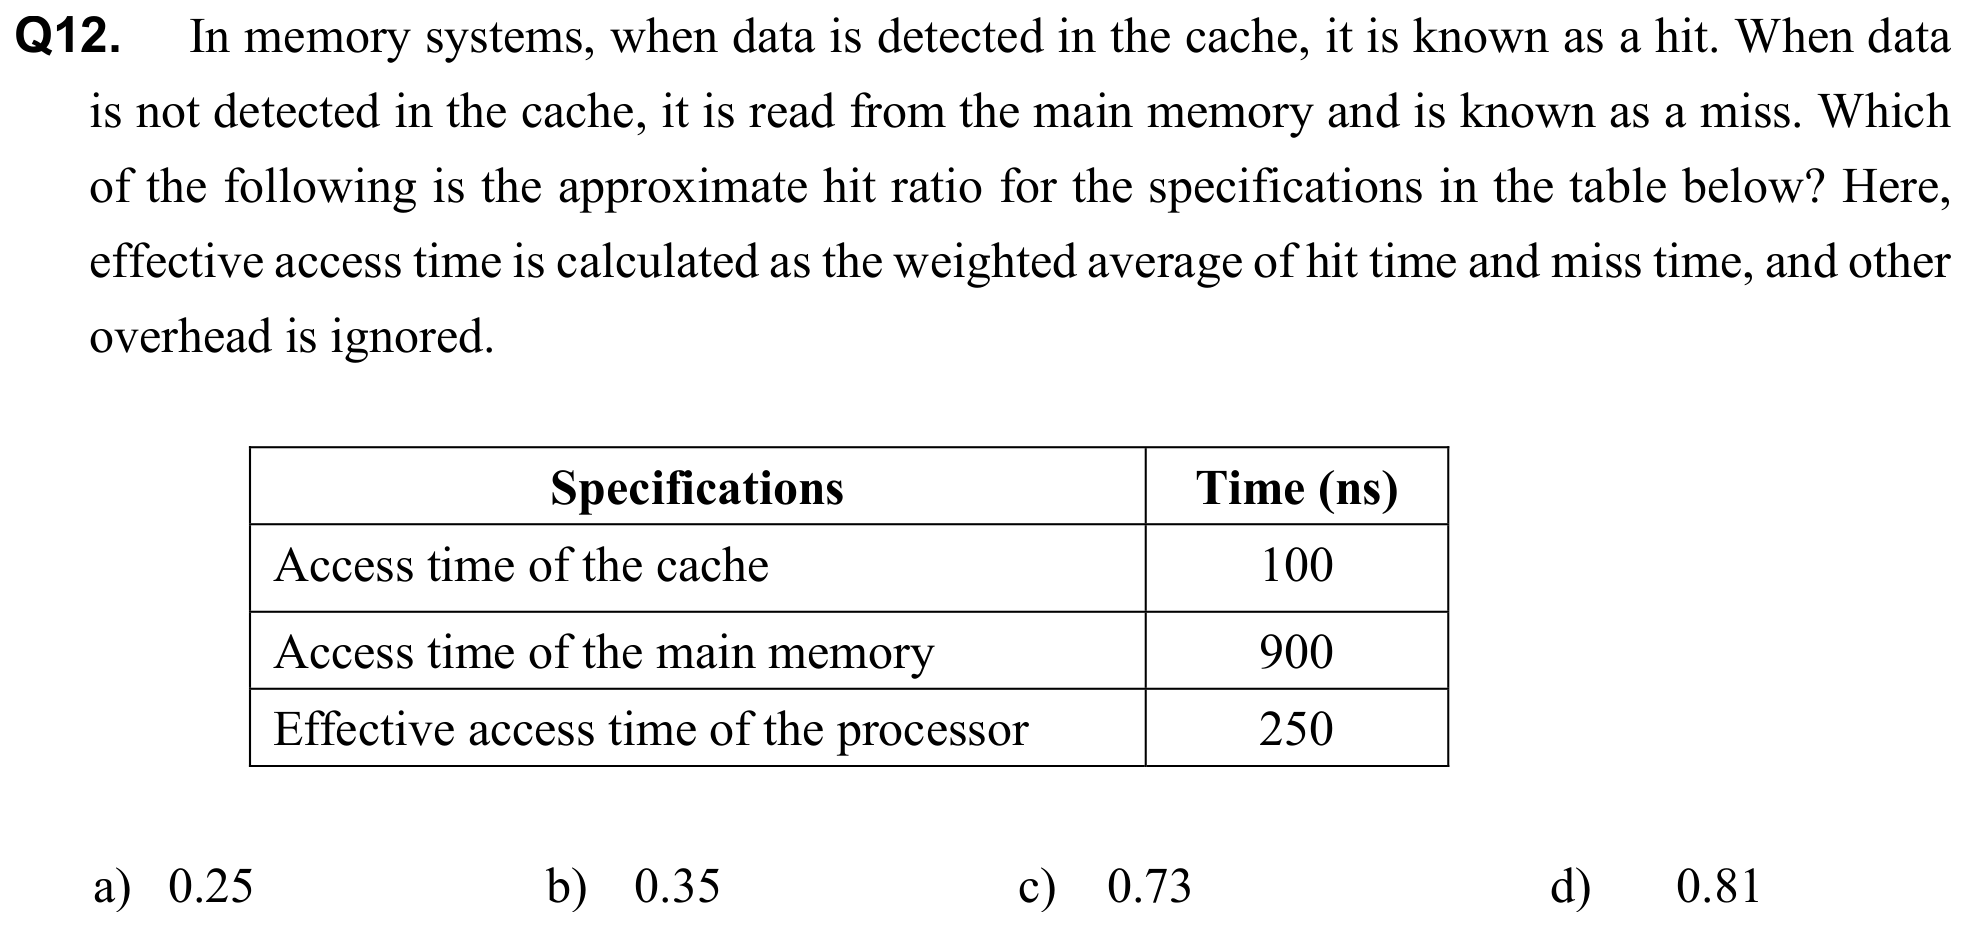 Q12. In memory systems, when data is detected in the cache, it is known as a hit. When data
is not detected in the cache, it is read from the main memory and is known as a miss. Which
of the following is the approximate hit ratio for the specifications in the table below? Here,
effective access time is calculated as the weighted average of hit time and miss time, and other
overhead is ignored.
Specifications Time (ns)
Access time of the cache 100
Access time of the main memory 900
Effective access time of the processor 250
a) 0.25 b) 0.35 c) 0.73 d) 0.81